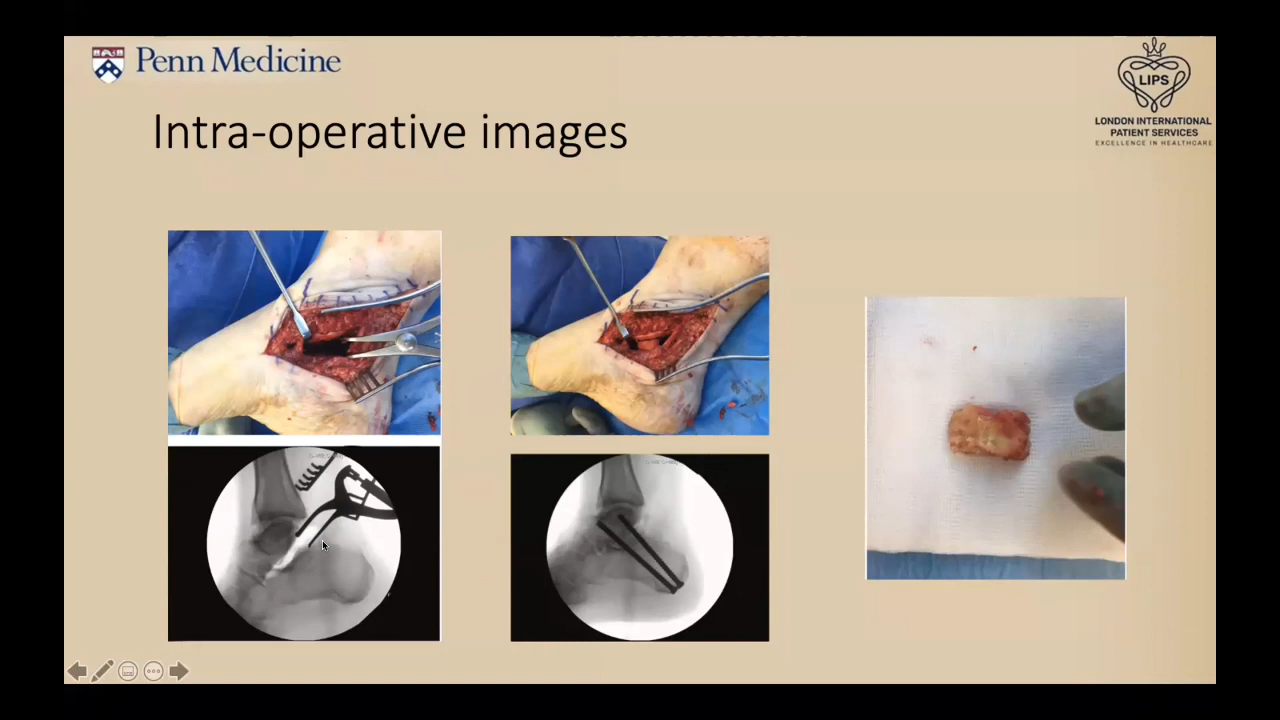 Penn Medicine
LIPS
LONDON INTERNATIONAL
PATIENT SERVICES
EXCELLENCE IN HEALTHCARE
Intra-operative images